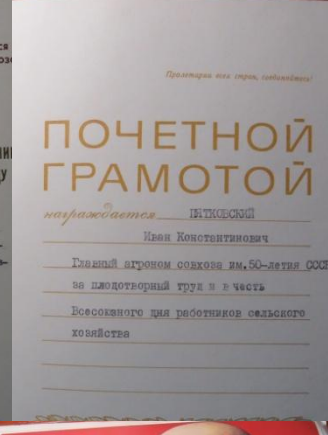 Пролетарии всех стран, соединяйтесь!
ПОЧЕТНОЙ
ГРАМОТОЙ
награждается ПЯТКОВСКИЙ
Иван Константинович
Главный агроном совхоза им.50-летия СССР
за плодотворный труд и в честь
Всесоюзного дня работников сельского
хозяйства